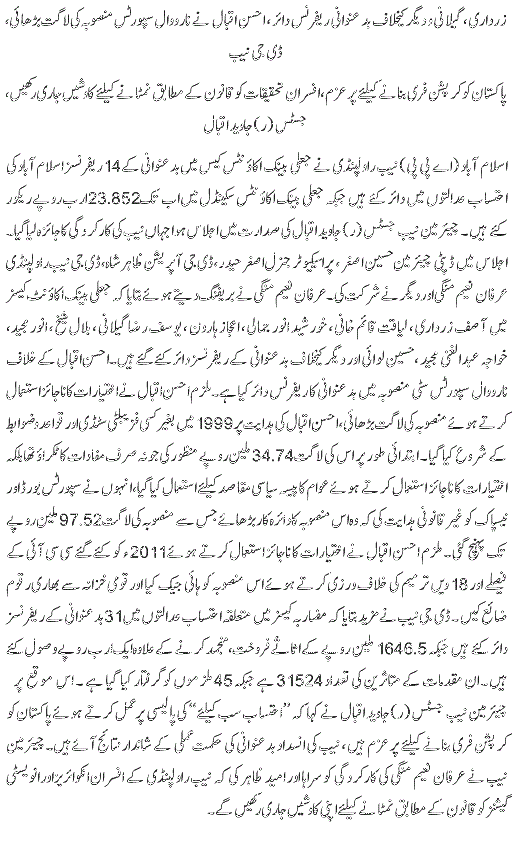 زرداری، گیلانی ودیگر کیخلاف بدعنوانی ریفرنس دائر، احسن اقبال نے نارووال سپورٹس منصوبہ کی لاگت بڑھائی،
ڈی جی نیب
پاکستان کو کرپشن فری بنانے کیلئے پرعزم، افسران تحقیقات کو قانون کے مطابق نمٹانے کیلئے کاوشیں جاری رکھیں،
جسٹس (ر) جاوید اقبال
اسلام آباد (اے پی پی) نیب راولپنڈی نے جعلی بینک اکاؤنٹس کیس میں بدعنوانی کے 14 ریفرنسز اسلام آباد کی
احتساب عدالتوں میں دائر کئے ہیں جبکہ جعلی بینک اکاؤنٹس سکینڈل میں اب تک 23.852 ارب روپے ریکور
کئے ہیں۔ چیئرمین نیب جسٹس (ر) جاوید اقبال کی صدارت میں اجلاس ہوا جہاں نیب کی کارکردگی کا جائزہ لیا گیا۔
اجلاس میں ڈپٹی چیئرمین حسین اصغر، پراسیکیوٹر جنرل اصغر حیدر، ڈی جی آپریشن ظاہر شاہ، ڈی جی نیب راولپنڈی
عرفان نعیم منگی اور دیگر نے شرکت کی۔ عرفان نعیم منگی نے بریفنگ دیتے ہوئے بتایا کہ جعلی بینک اکاؤنٹ کیسز
میں آصف زرداری، لیاقت قائم خانی، خورشید انور جمالی، اعجاز ہارون، یوسف رضا گیلانی، بلال شیخ، انور مجید،
خواجہ عبدالغنی مجید، حسین لوائی اور دیگر کیخلاف بدعنوانی کے ریفرنسز دائر کئے گئے ہیں۔ احسن اقبال کے خلاف
نارووال سپورٹس سٹی منصوبہ میں بدعنوانی کا ریفرنس دائر کیا ہے۔ ملزم احسن اقبال نے اختیارات کا ناجائز استعمال
کرتے ہوئے منصوبہ کی لاگت بڑھائی، احسن اقبال کی ہدایت پر 1999 میں بغیر کسی فزیبلٹی سٹڈی اور قواعد و ضوابط
کے شروع کیا گیا۔ ابتدائی طور پر اس کی لاگت 34.74 ملین روپے منظور کی جو نہ صرف مفادات کا ٹکراؤ تھا بلکہ
اختیارات کا ناجائز استعمال کرتے ہوئے عوام کا پیسہ سیاسی مقاصد کیلئے استعمال کیا گیا، انہوں نے سپورٹس بورڈ اور
نیسپاک کو غیر قانونی ہدایت کی کہ وہ اس منصوبہ کا دائرہ کار بڑھائے جس سے منصوبہ کی لاگت 97.52 ملین روپے
تک پہنچ گئی۔ ملزم احسن اقبال نے اختیارات کا ناجائز استعمال کرتے ہوئے 2011ء کو کئے گئے سی سی آئی کے
فیصلے اور 18 ویں ترمیم کی خلاف ورزی کرتے ہوئے اس منصوبہ کو ہائی جیک کیا اور قومی خزانہ سے بھاری رقوم
ضائع کیں۔ ڈی جی نیب نے مزید بتایا کہ مضاربہ کیسز میں متعلقہ احتساب عدالتوں میں 31 بدعنوانی کے ریفرنسز
دائر کئے ہیں جبکہ 1646.5 ملین روپے کے اثاثے فروخت، منجمد کرنے کے علاوہ ایک ارب روپے وصول کئے
ہیں۔ ان مقدمات کے متاثرین کی تعداد 31524 ہے جبکہ 45 ملزموں کو گرفتار کیا گیا ہے۔ اس موقع پر
چیئرمین نیب جسٹس (ر) جاوید اقبال نے کہا کہ ”احتساب سب کیلئے“ کی پالیسی پر عمل کرتے ہوئے پاکستان کو
کرپشن فری بنانے کیلئے پرعزم ہیں، نیب کی انسداد بدعنوانی کی حکمت عملی کے شاندار نتائج آئے ہیں۔ چیئرمین
نیب نے عرفان نعیم منگی کی کارکردگی کو سراہا اور امید ظاہر کی کہ نیب راولپنڈی کے افسران انکوائریز اور انویسٹی
گیشنز کو قانون کے مطابق نمٹانے کیلئے اپنی کاوشیں جاری رکھیں گے۔